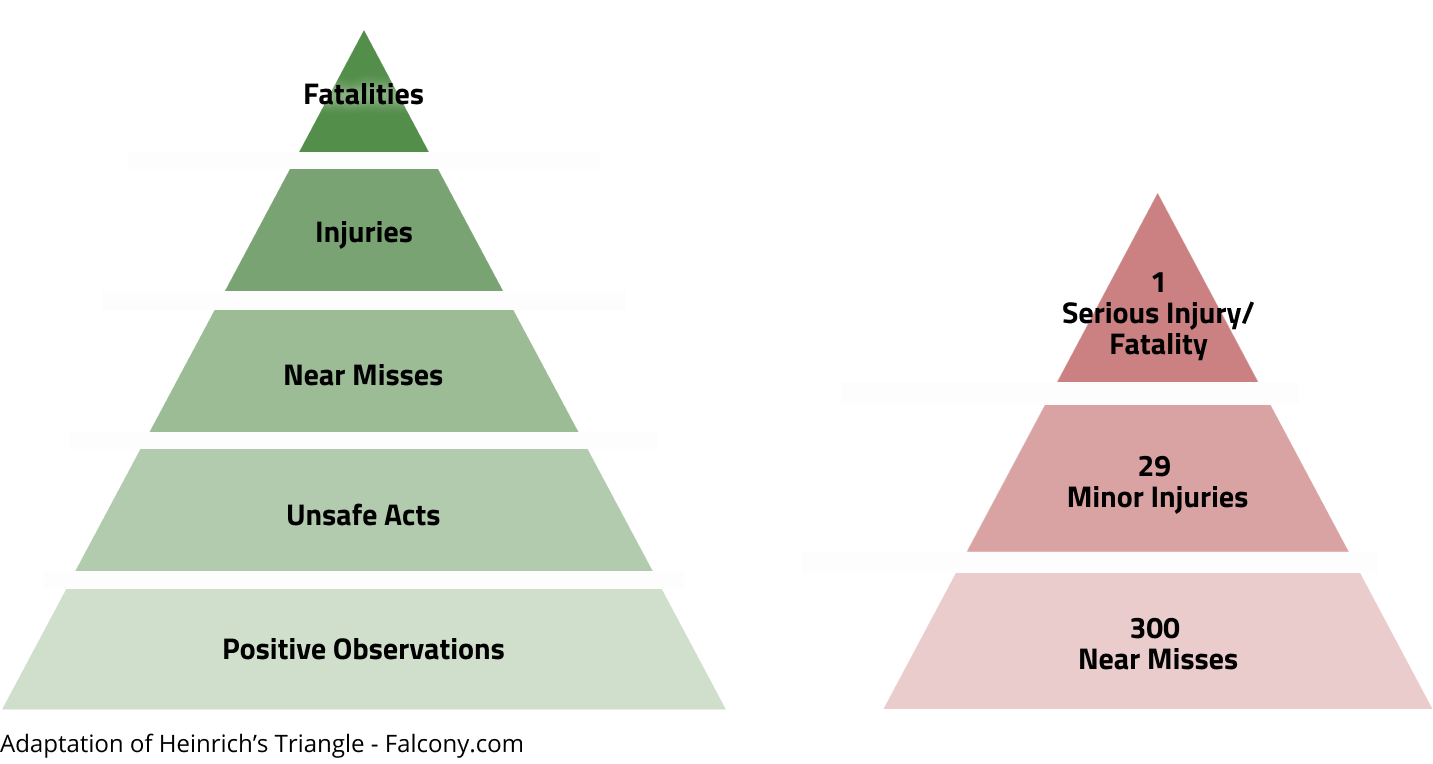 Fatalities
Injuries
Near Misses
Unsafe Acts
Positive Observations
1
Serious Injury/
Fatality
29
Minor Injuries
300
Near Misses
Adaptation of Heinrich’s Triangle - Falcony.com